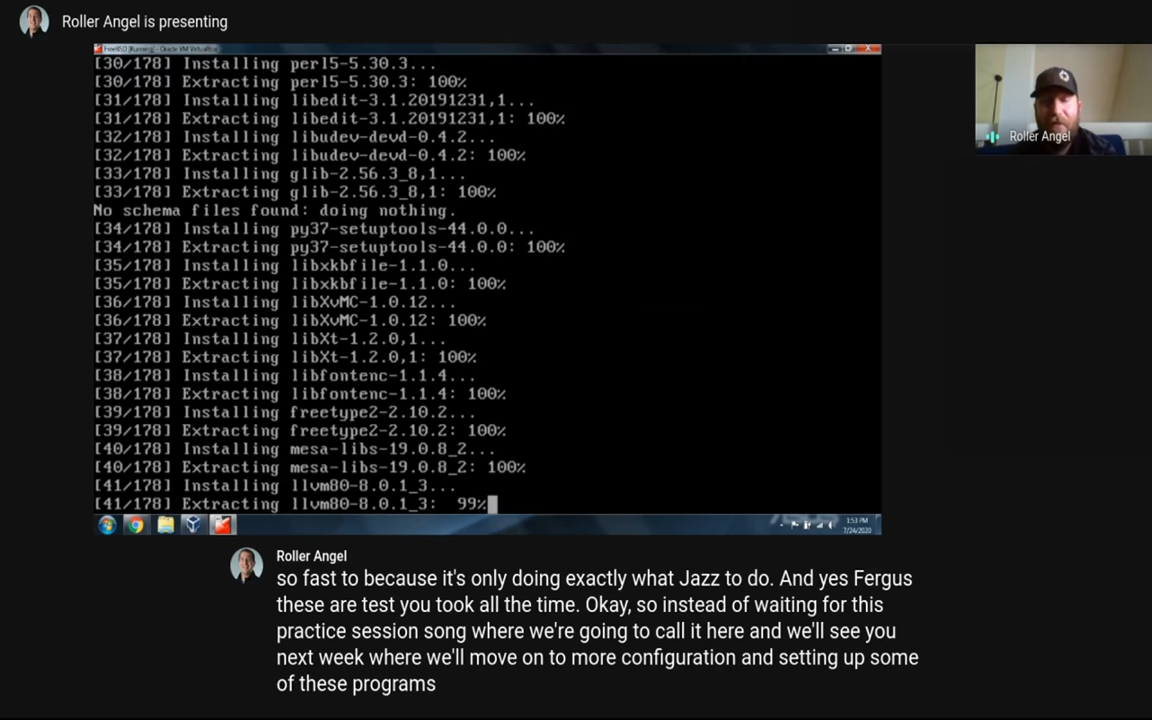 Roller Angel is presenting
FreeBSD [Running] - Oracle VM VirtualBox
[30/178] Installing perl5-5.30.3...
[30/178] Extracting perl5-5.30.3: 100%
[31/178] Installing libedit-3.1.20191231,1...
[31/178] Extracting libedit-3.1.20191231,1: 100%
[32/178] Installing libudev-devd-0.4.2...
[32/178] Extracting libudev-devd-0.4.2: 100%
[33/178] Installing glib-2.56.3_8,1...
[33/178] Extracting glib-2.56.3_8,1: 100%
No schema files found: doing nothing.
[34/178] Installing py37-setuptools-44.0.0...
[34/178] Extracting py37-setuptools-44.0.0: 100%
[35/178] Installing libxkbfile-1.1.0...
[35/178] Extracting libxkbfile-1.1.0: 100%
[36/178] Installing libXvMC-1.0.12...
[36/178] Extracting libXvMC-1.0.12: 100%
[37/178] Installing libXt-1.2.0,1...
[37/178] Extracting libXt-1.2.0,1: 100%
[38/178] Installing libfontenc-1.1.4...
[38/178] Extracting libfontenc-1.1.4: 100%
[39/178] Installing freetype2-2.10.2...
[39/178] Extracting freetype2-2.10.2: 100%
[40/178] Installing mesa-libs-19.0.8_2...
[40/178] Extracting mesa-libs-19.0.8_2: 100%
[41/178] Installing llvm80-8.0.1_3...
[41/178] Extracting llvm80-8.0.1_3: 99%
1:53 PM
7/24/2020
Roller Angel
Roller Angel
so fast to because it's only doing exactly what Jazz to do. And yes Fergus
these are test you took all the time. Okay, so instead of waiting for this
practice session song where we're going to call it here and we'll see you
next week where we'll move on to more configuration and setting up some
of these programs